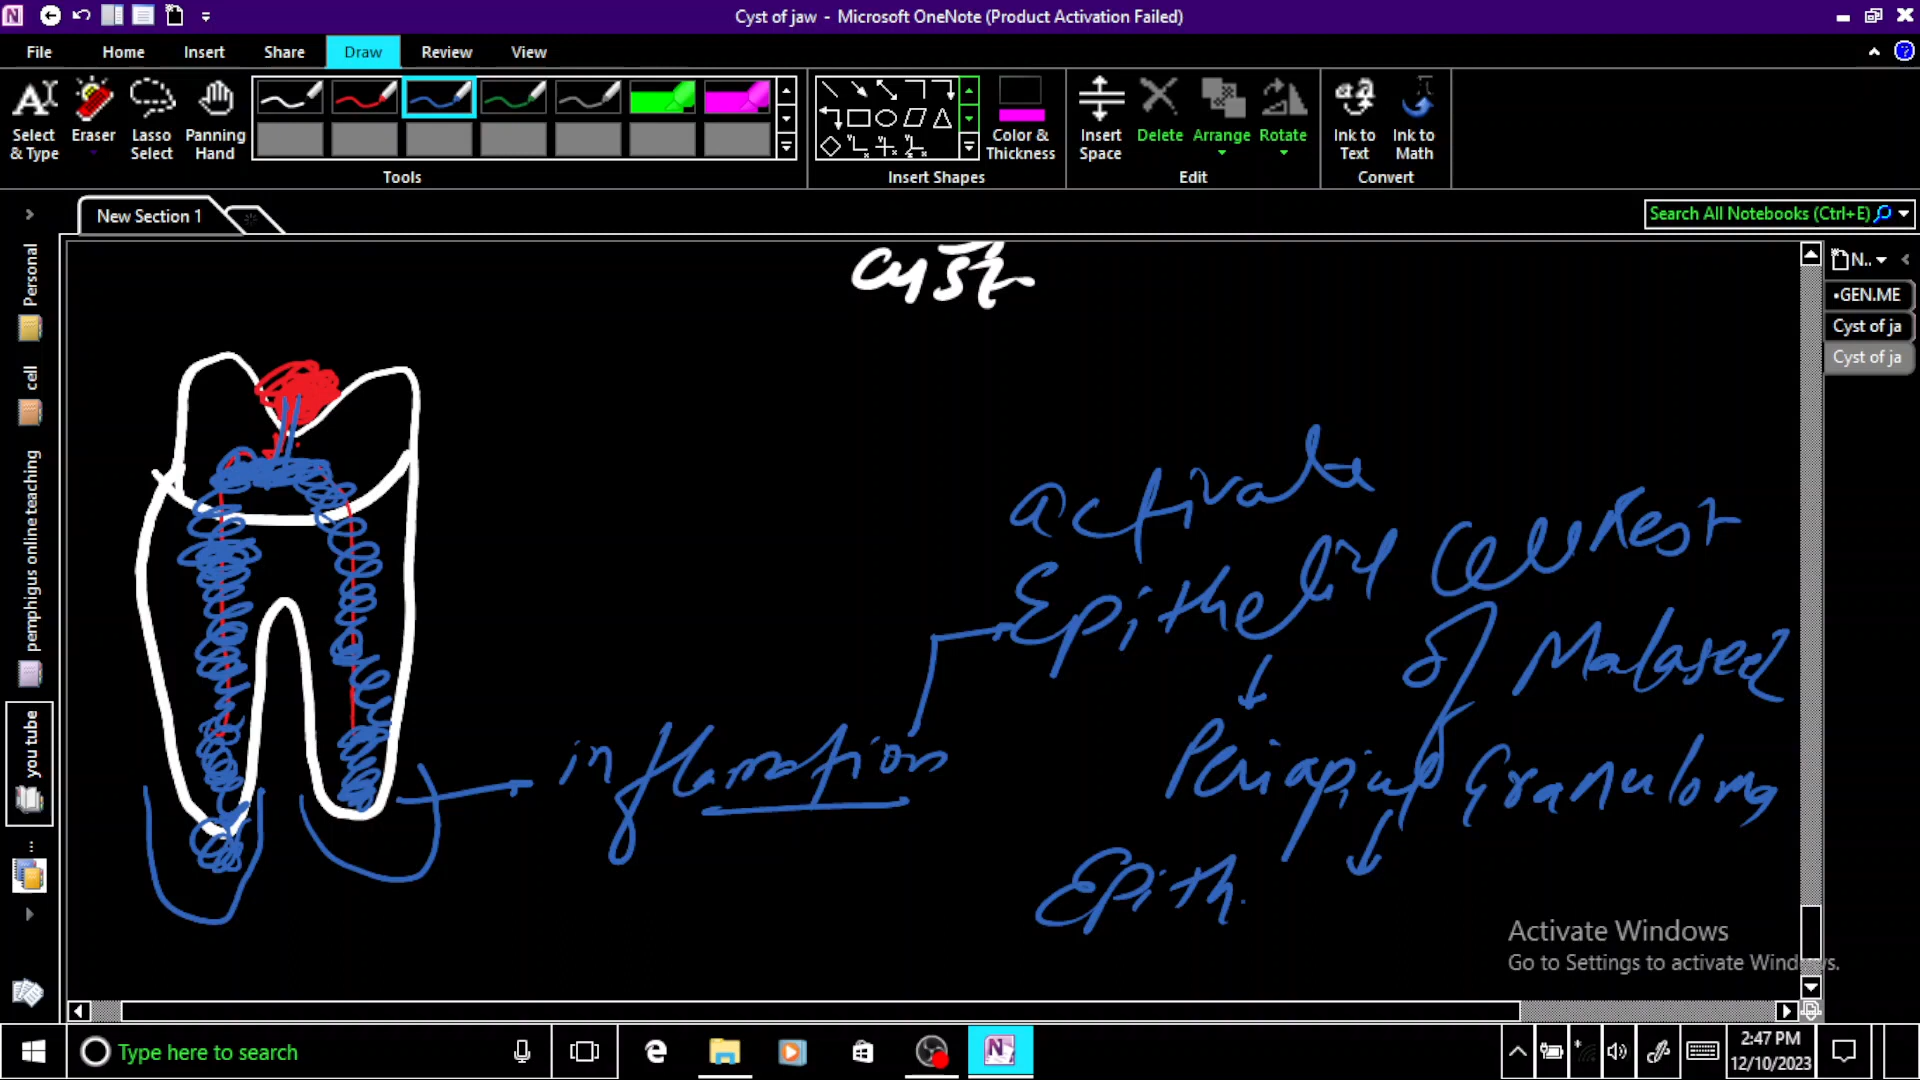 Cyst of jaw - Microsoft OneNote (Product Activation Failed)
File Home Insert Share Draw Review View
Select & Type
Eraser
Lasso Select
Panning Hand
Tools
Insert Shapes
Color & Thickness
Insert Space
Delete
Arrange
Rotate
Edit
Ink to Text
Ink to Math
Convert
New Section 1
Search All Notebooks (Ctrl+E)
Personal
cell
pemphigus online teaching
you tube
N..
•GEN.ME
Cyst of ja
Cyst of ja
cyst
activate
Epithelial Cell Rest
of Malased
inflamation
Periapical Granuloma
Epith.
Activate Windows
Go to Settings to activate Windows.
Type here to search
2:47 PM
12/10/2023